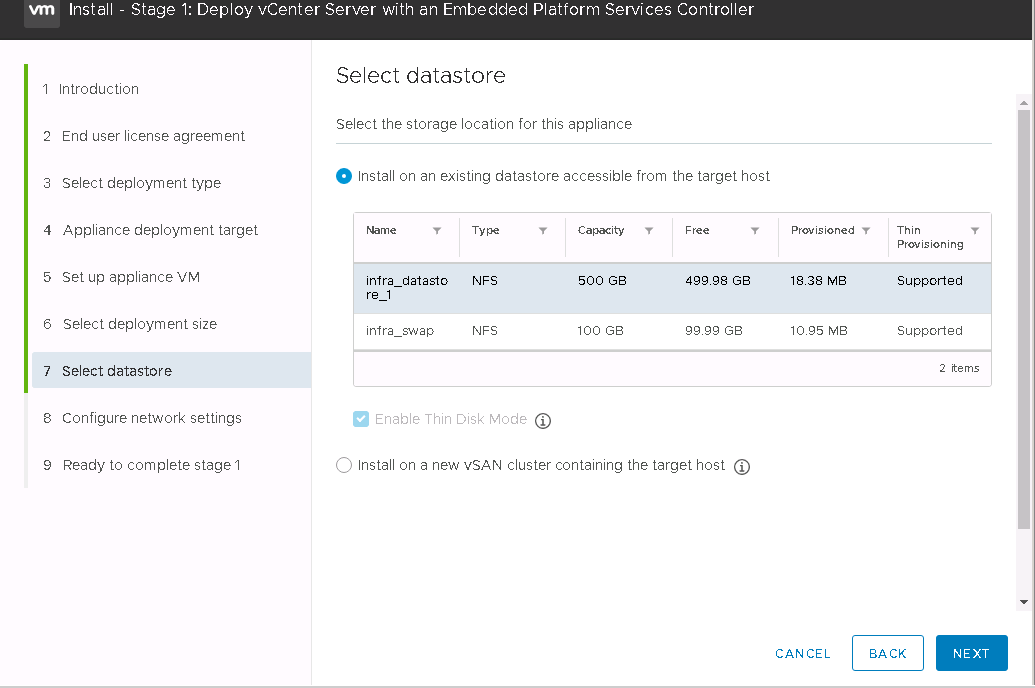 vm Install - Stage 1: Deploy vCenter Server with an Embedded Platform Services Controller
1 Introduction
2 End user license agreement
3 Select deployment type
4 Appliance deployment target
5 Set up appliance VM
6 Select deployment size
7 Select datastore
8 Configure network settings
9 Ready to complete stage 1
Select datastore
Select the storage location for this appliance
Install on an existing datastore accessible from the target host
Name Type Capacity Free Provisioned Thin
Provisioning
infra_datasto NFS 500 GB 499.98 GB 18.38 MB Supported
re_1
infra_swap NFS 100 GB 99.99 GB 10.95 MB Supported
2 items
Enable Thin Disk Mode
Install on a new vSAN cluster containing the target host
CANCEL BACK NEXT